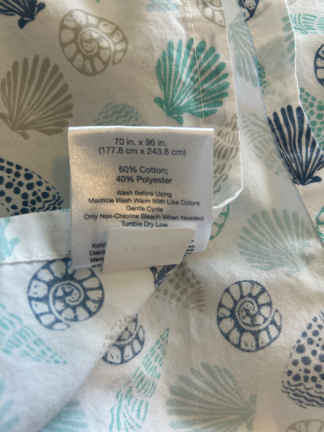 70 in. x 96 in.
(177.8 cm x 243.8 cm)
60% Cotton;
40% Polyester
Wash Before Using
Machine Wash Warm With Like Colors
Gentle Cycle
Only Non-Chlorine Bleach When Needed
Tumble Dry Low